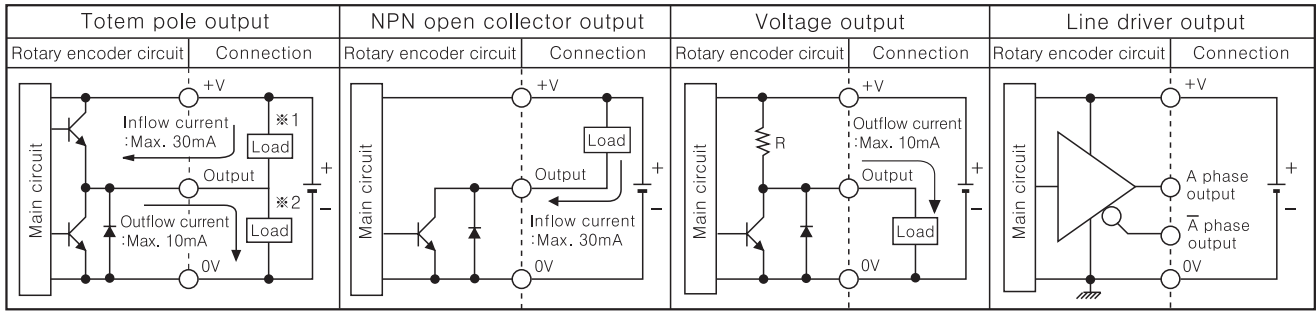 Totem pole output
Rotary encoder circuit
Connection
Main circuit
+V
Inflow current
:Max. 30mA
※1
Load
Output
※2
Outflow current
:Max. 10mA
Load
0V
+
−
NPN open collector output
Rotary encoder circuit
Connection
Main circuit
+V
Load
Output
Inflow current
:Max. 30mA
0V
+
−
Voltage output
Rotary encoder circuit
Connection
Main circuit
+V
R
Outflow current
:Max. 10mA
Output
Load
0V
+
−
Line driver output
Rotary encoder circuit
Connection
Main circuit
+V
A phase
output
A̅ phase
output
0V
+
−